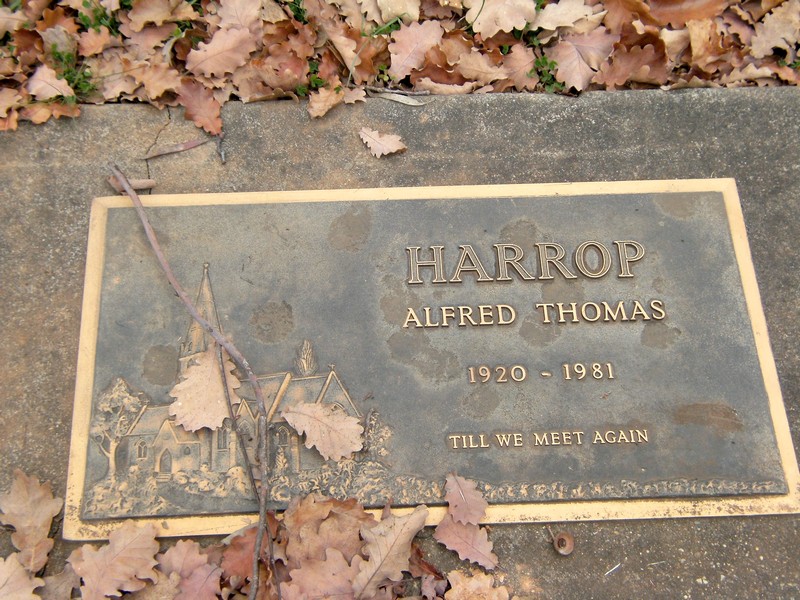 HARROP
ALFRED THOMAS
1920 - 1981
TILL WE MEET AGAIN